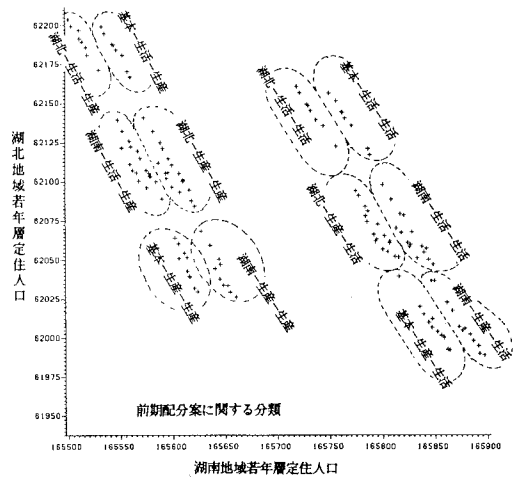 62200
62175
62150
62125
62100
62075
62050
62025
62000
61975
61950
湖北地域若年層定住人口
湖北―生活―生産
基本―生活―生産
湖南―生活―生産
湖北―生産―生産
基本―生産―生産
湖南―生産―生産
湖北―生活―生活
基本―生活―生活
湖北―生産―生活
湖南―生活―生活
基本―生産―生活
湖南―生産―生活
前期配分案に関する分類
165500 165550 165600 165650 165700 165750 165800 165850 165900
湖南地域若年層定住人口